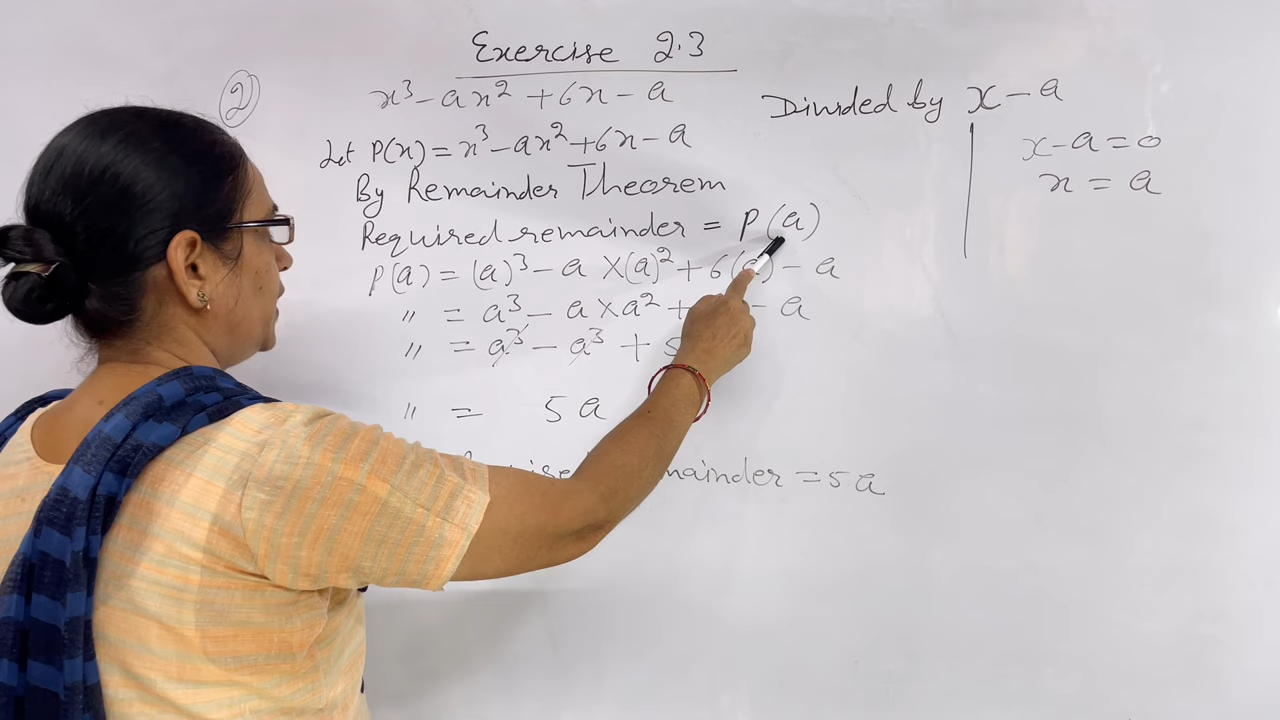 Exercise 2.3
② x³ - ax² + 6x - a Divided by x - a
Let P(x) = x³ - ax² + 6x - a
x - a = 0
x = a
By Remainder Theorem
Required remainder = P(a)
P(a) = (a)³ - a × (a)² + 6(a) - a
〃 = a³ - a × a² + - a
〃 = a³ - a³ + 5
〃 = 5a
= 5a